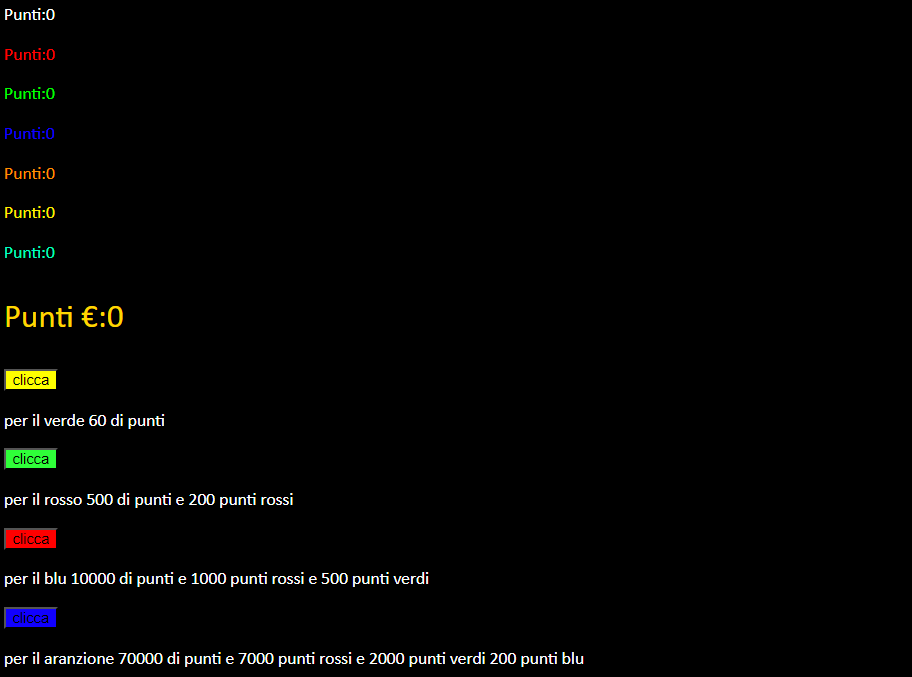 Punti:0
Punti:0
Punti:0
Punti:0
Punti:0
Punti:0
Punti:0
Punti €:0
clicca
per il verde 60 di punti
clicca
per il rosso 500 di punti e 200 punti rossi
clicca
per il blu 10000 di punti e 1000 punti rossi e 500 punti verdi
clicca
per il aranzione 70000 di punti e 7000 punti rossi e 2000 punti verdi 200 punti blu